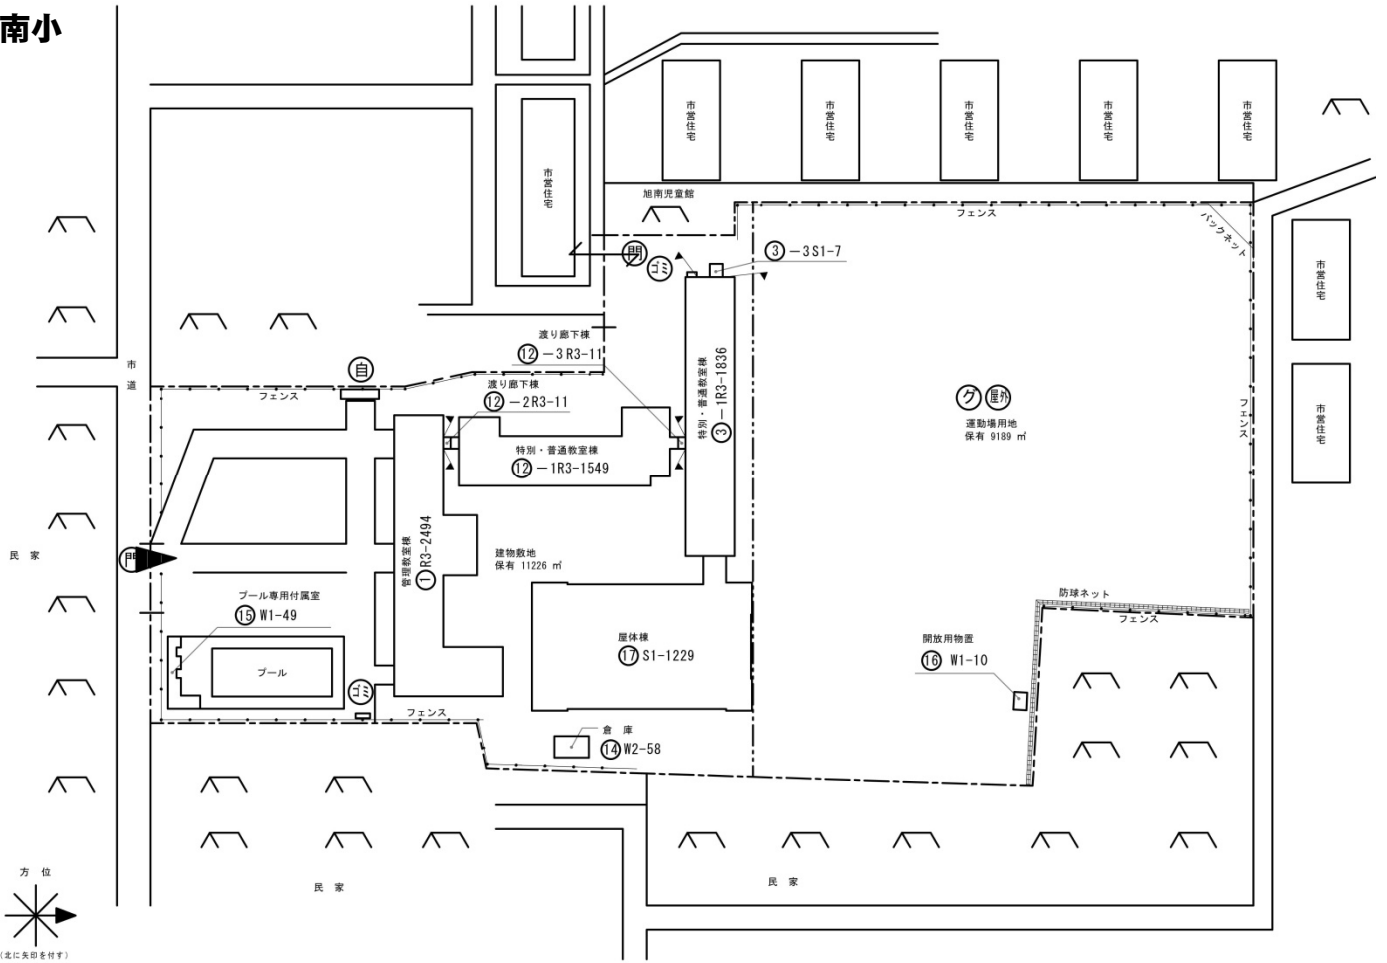 南小
市営住宅
市営住宅
市営住宅
市営住宅
市営住宅
市営住宅
旭南児童館
フェンス
バックネット
門
ゴミ
③－3S1-7
市営住宅
渡り廊下棟
⑫－3R3-11
市道
自
フェンス
渡り廊下棟
⑫－2R3-11
特別・普通教室棟
③－1R3-1836
グ 屋外
運動場用地
保有 9189 ㎡
フェンス
市営住宅
特別・普通教室棟
⑫－1R3-1549
管理教室棟
①R3-2494
民 家
門
建物敷地
保有 11226 ㎡
プール専用付属室
⑮ W1-49
防球ネット
フェンス
屋体棟
⑰ S1-1229
開放用物置
⑯ W1-10
プール
ゴミ
フェンス
倉 庫
⑭ W2-58
方 位
民 家
民 家
(北に矢印を付す)